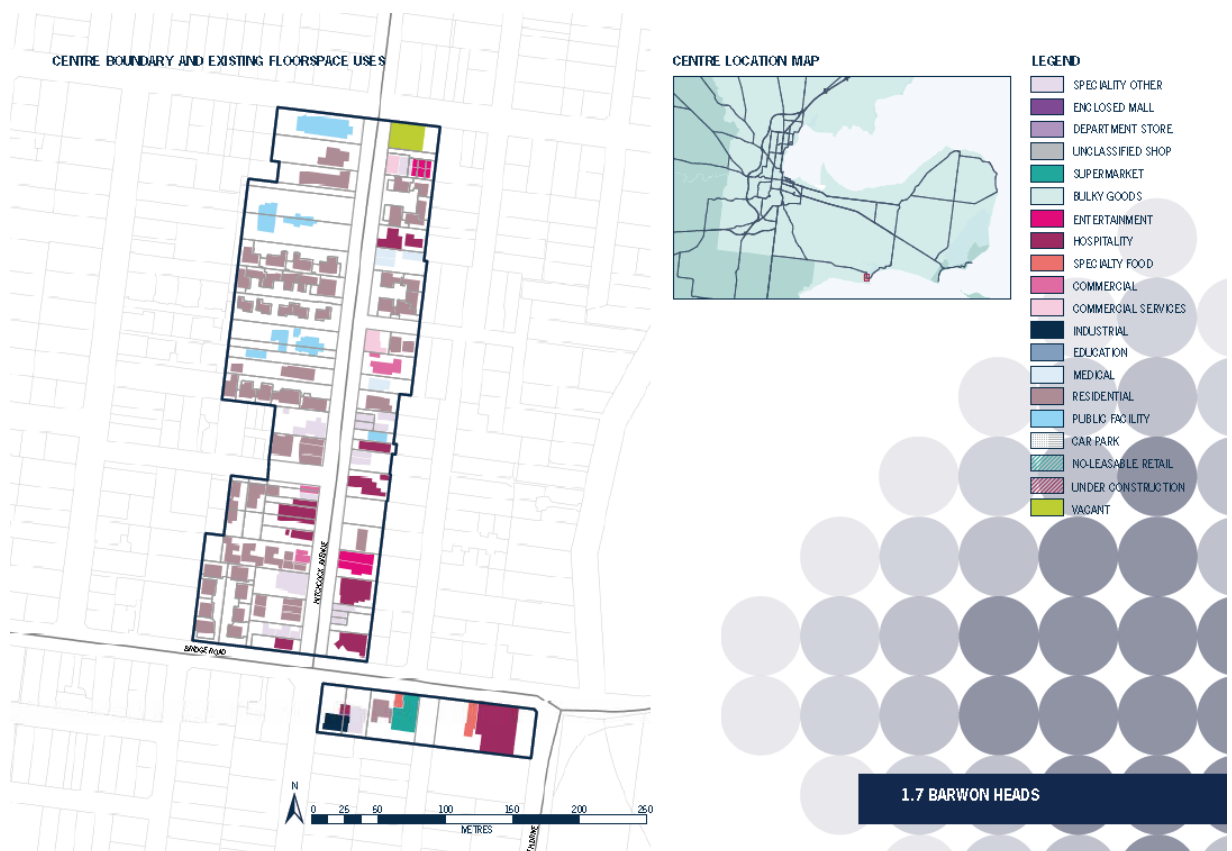 CENTRE BOUNDARY AND EXISTING FLOORSPACE USES
HITCHCOCK AVENUE
BRIDGE ROAD
N
0 25 50 100 150 200 250
METRES
CENTRE LOCATION MAP
LEGEND
SPECIALITY OTHER
ENCLOSED MALL
DEPARTMENT STORE
UNCLASSIFIED SHOP
SUPERMARKET
BULKY GOODS
ENTERTAINMENT
HOSPITALITY
SPECIALTY FOOD
COMMERCIAL
COMMERCIAL SERVICES
INDUSTRIAL
EDUCATION
MEDICAL
RESIDENTIAL
PUBLIC FACILITY
CAR PARK
NO-LEASABLE RETAIL
UNDER CONSTRUCTION
VACANT
1.7 BARWON HEADS